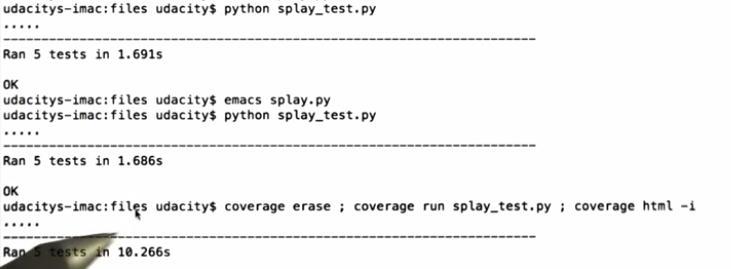 udacitys-imac:files udacity$ python splay_test.py
.....
----------------------------------------------------------------------
Ran 5 tests in 1.691s
OK
udacitys-imac:files udacity$ emacs splay.py
udacitys-imac:files udacity$ python splay_test.py
.....
----------------------------------------------------------------------
Ran 5 tests in 1.686s
OK
udacitys-imac:files udacity$ coverage erase ; coverage run splay_test.py ; coverage html -i
.....
----------------------------------------------------------------------
Ran 5 tests in 10.266s